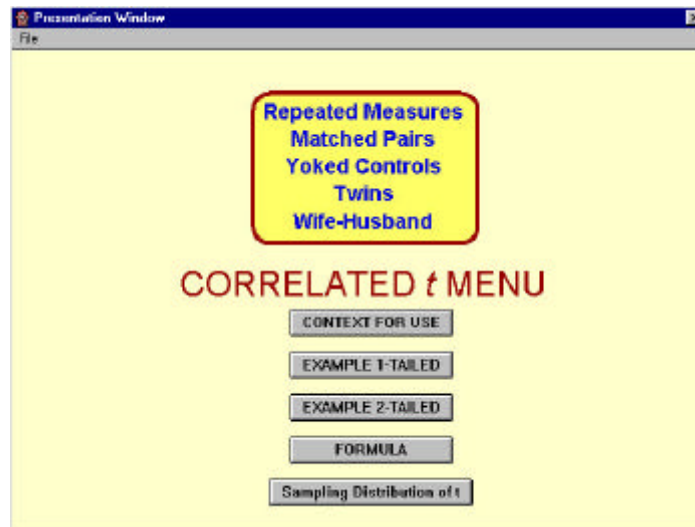 Presentation Window
File
Repeated Measures
Matched Pairs
Yoked Controls
Twins
Wife-Husband
CORRELATED t MENU
CONTEXT FOR USE
EXAMPLE 1-TAILED
EXAMPLE 2-TAILED
FORMULA
Sampling Distribution of t